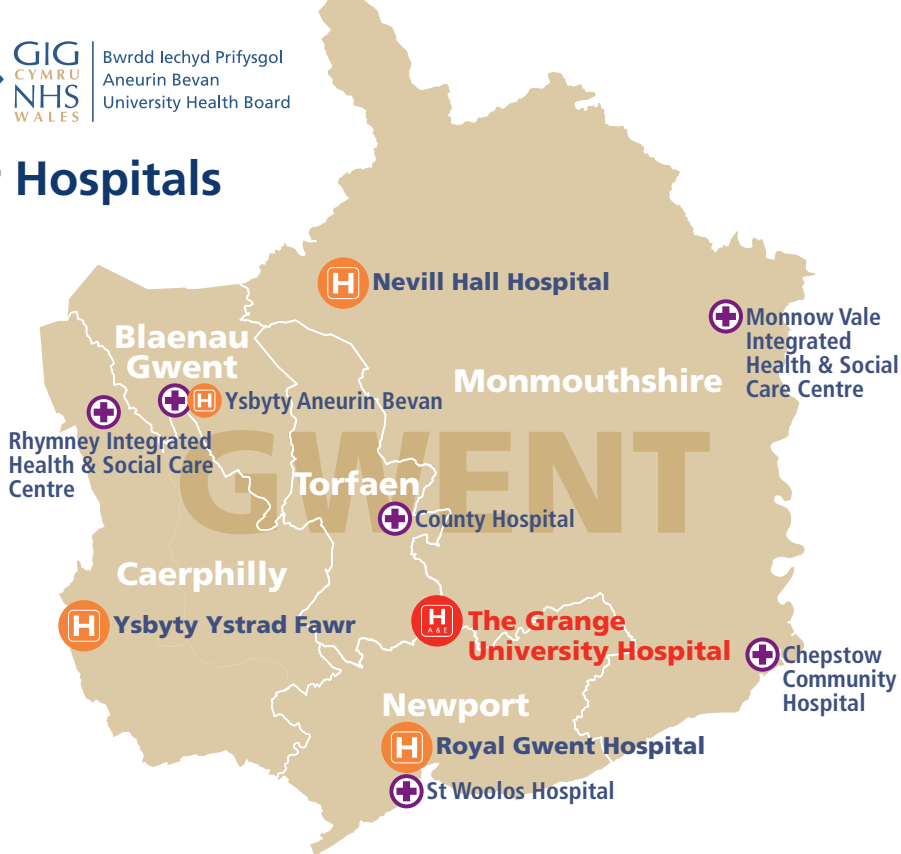 GIG
CYMRU
NHS
WALES
Bwrdd Iechyd Prifysgol
Aneurin Bevan
University Health Board
Hospitals
H Nevill Hall Hospital
Monnow Vale
Integrated
Health & Social
Care Centre
Blaenau
Gwent
Monmouthshire
H Ysbyty Aneurin Bevan
Rhymney Integrated
Health & Social Care
Centre
GWENT
Torfaen
County Hospital
Caerphilly
H Ysbyty Ystrad Fawr
H
A&E
The Grange
University Hospital
Chepstow
Community
Hospital
Newport
H Royal Gwent Hospital
St Woolos Hospital